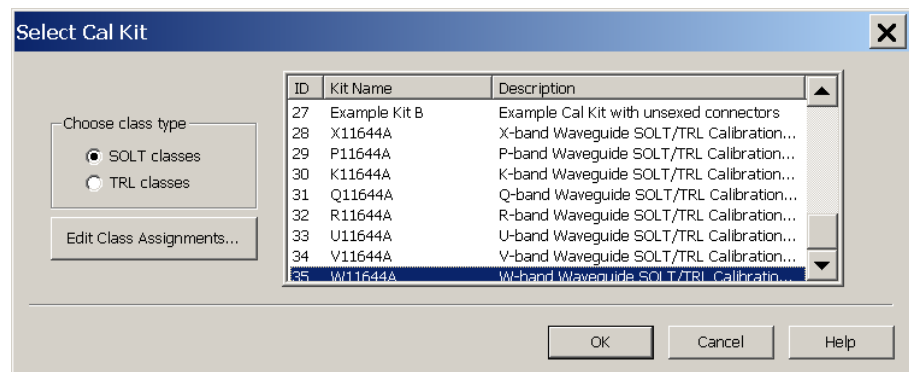 Select Cal Kit
Choose class type
SOLT classes
TRL classes
Edit Class Assignments...
ID Kit Name Description
27 Example Kit B Example Cal Kit with unsexed connectors
28 X11644A X-band Waveguide SOLT/TRL Calibration...
29 P11644A P-band Waveguide SOLT/TRL Calibration...
30 K11644A K-band Waveguide SOLT/TRL Calibration...
31 Q11644A Q-band Waveguide SOLT/TRL Calibration...
32 R11644A R-band Waveguide SOLT/TRL Calibration...
33 U11644A U-band Waveguide SOLT/TRL Calibration...
34 V11644A V-band Waveguide SOLT/TRL Calibration...
35 W11644A W-band Waveguide SOLT/TRL Calibratio...
OK Cancel Help